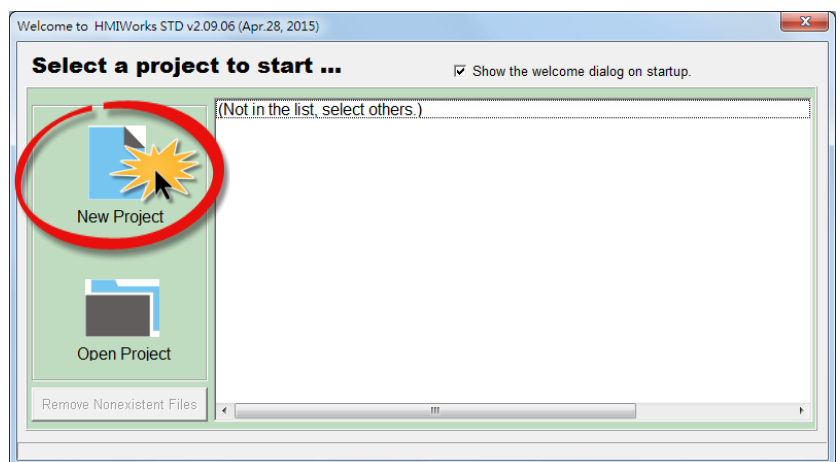 Welcome to HMIWorks STD v2.09.06 (Apr.28, 2015)
Select a project to start ...
Show the welcome dialog on startup.
(Not in the list, select others.)
New Project
Open Project
Remove Nonexistent Files